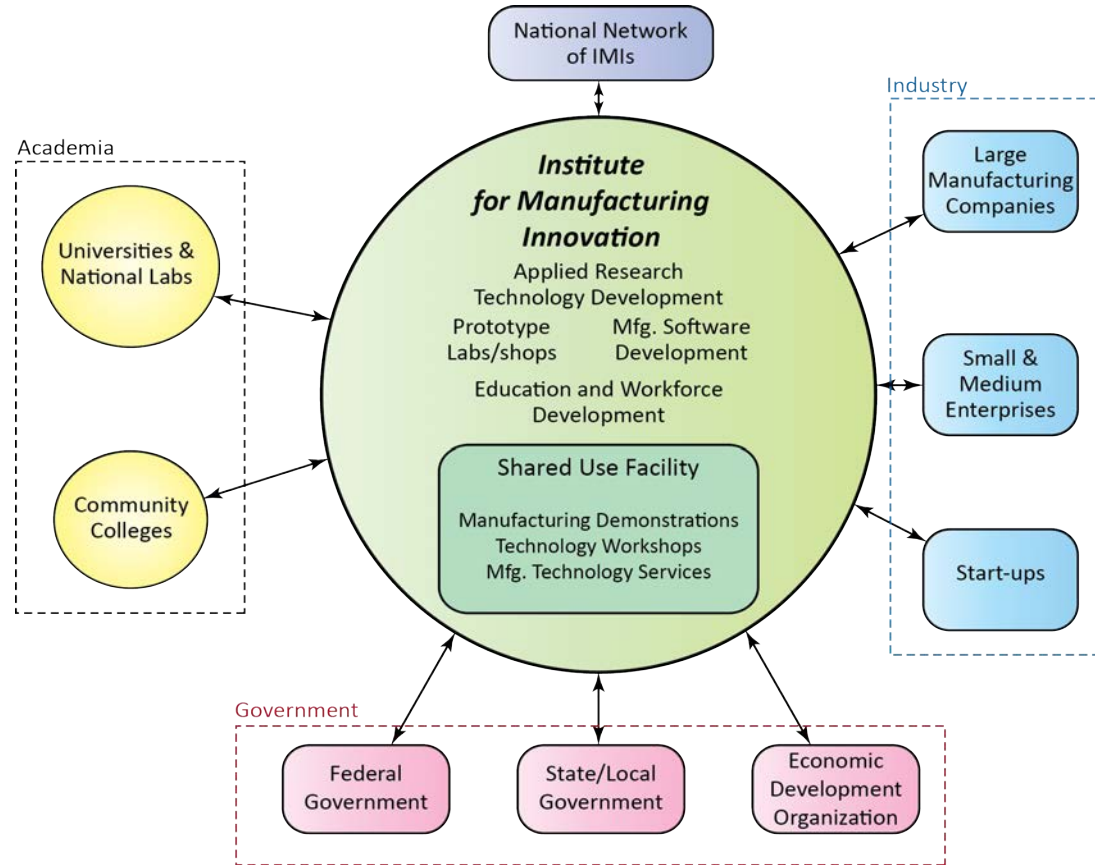 National Network
of IMIs
Industry
Academia
Large
Manufacturing
Companies
Institute
for Manufacturing
Innovation
Universities &
National Labs
Applied Research
Technology Development
Prototype
Labs/shops
Mfg. Software
Development
Small &
Medium
Enterprises
Education and Workforce
Development
Shared Use Facility
Manufacturing Demonstrations
Technology Workshops
Mfg. Technology Services
Community
Colleges
Start-ups
Government
Federal
Government
State/Local
Government
Economic
Development
Organization